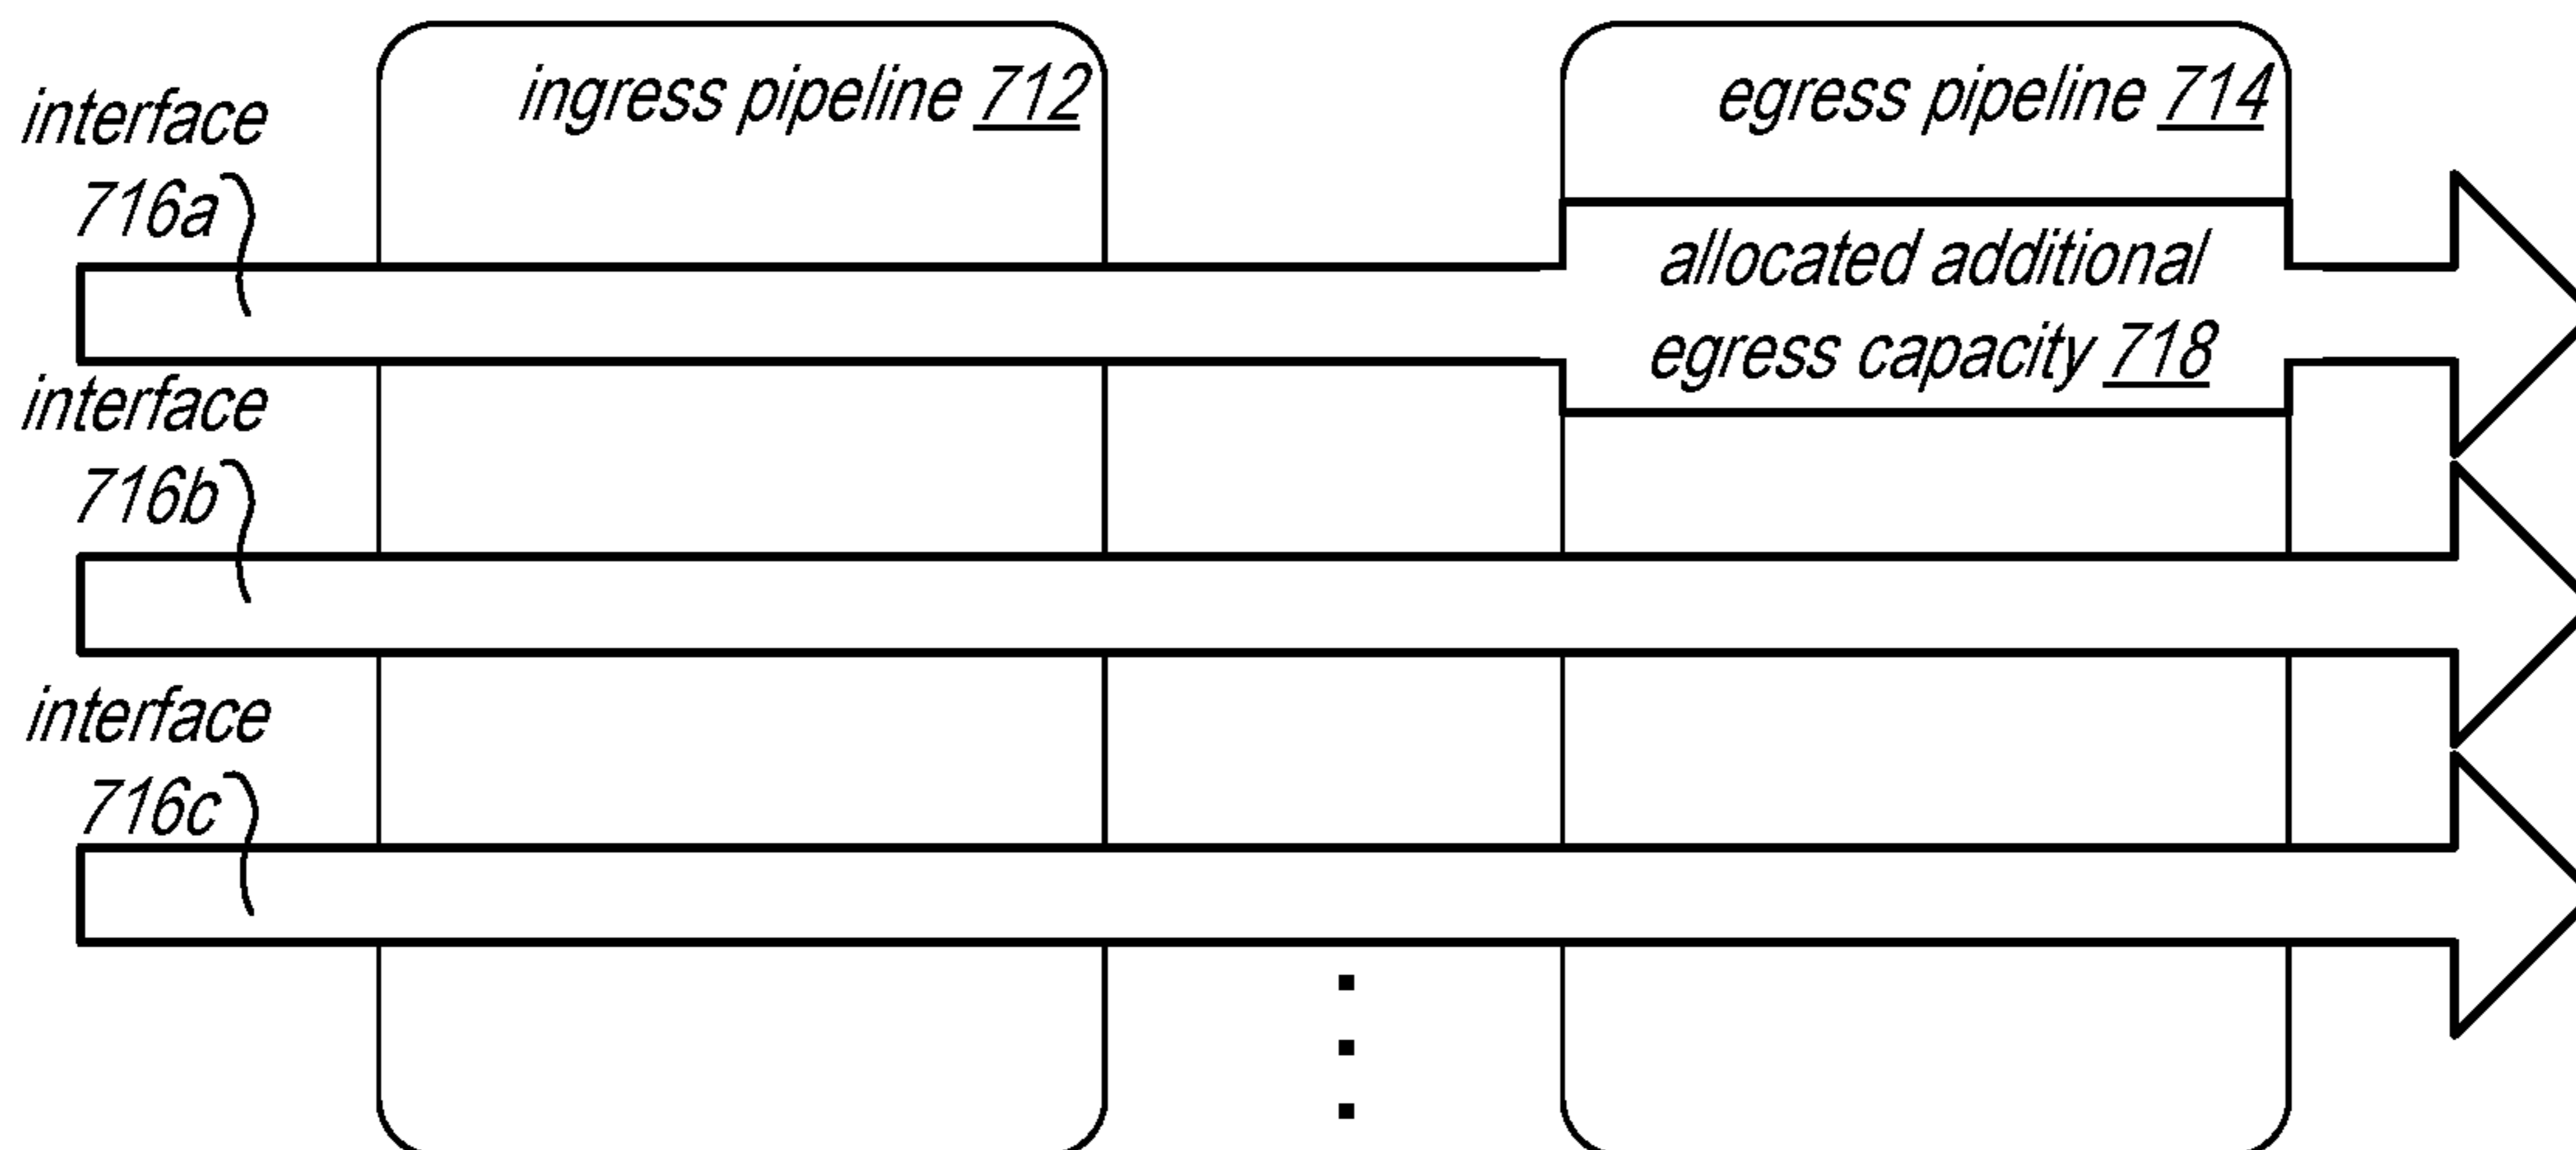 ingress pipeline 712
egress pipeline 714
interface
716a
allocated additional
egress capacity 718
interface
716b
interface
716c